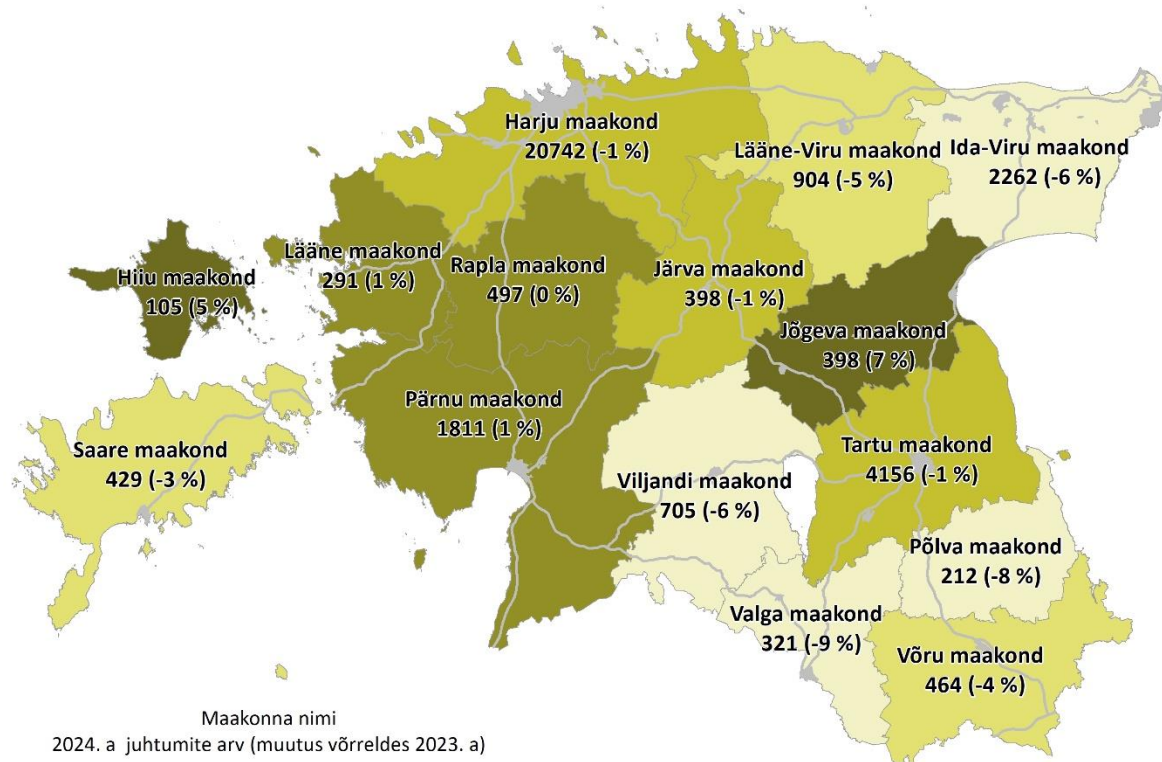 Harju maakond
20742 (-1 %)
Lääne-Viru maakond
904 (-5 %)
Ida-Viru maakond
2262 (-6 %)
Hiiu maakond
105 (5 %)
Lääne maakond
291 (1 %)
Rapla maakond
497 (0 %)
Järva maakond
398 (-1 %)
Jõgeva maakond
398 (7 %)
Pärnu maakond
1811 (1 %)
Saare maakond
429 (-3 %)
Viljandi maakond
705 (-6 %)
Tartu maakond
4156 (-1 %)
Põlva maakond
212 (-8 %)
Valga maakond
321 (-9 %)
Võru maakond
464 (-4 %)
Maakonna nimi
2024. a juhtumite arv (muutus võrreldes 2023. a)